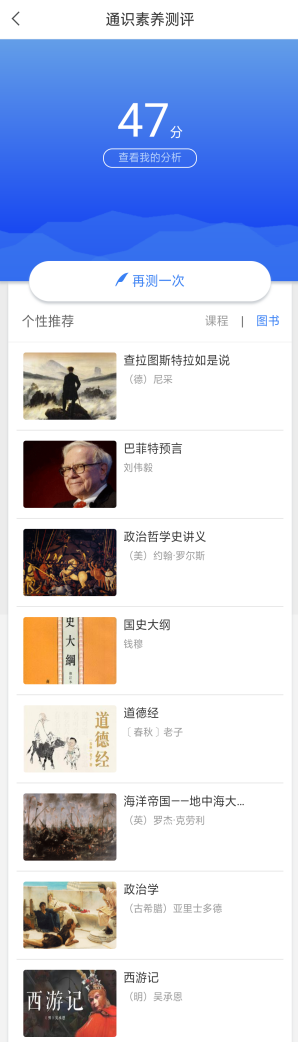 通识素养测评
47分
查看我的分析
再测一次
个性推荐 课程 | 图书
查拉图斯特拉如是说
（德）尼采
巴菲特预言
刘伟毅
政治哲学史讲义
（美）约翰·罗尔斯
史大綱
国史大纲
钱穆
道德经
道德经
〔春秋〕老子
海洋帝国——地中海大...
（英）罗杰·克劳利
政治学
（古希腊）亚里士多德
西游记
西游记
（明）吴承恩